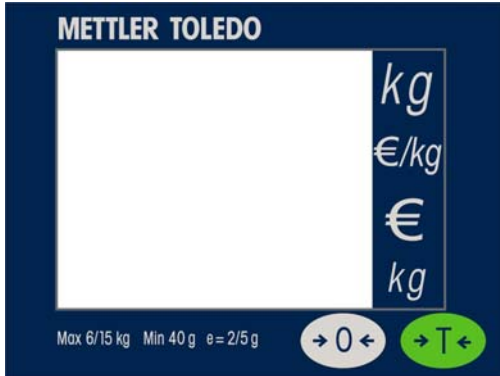 METTLER TOLEDO
kg
€/kg
€
kg
Max 6/15 kg Min 40 g e = 2/5 g
→0← →T←